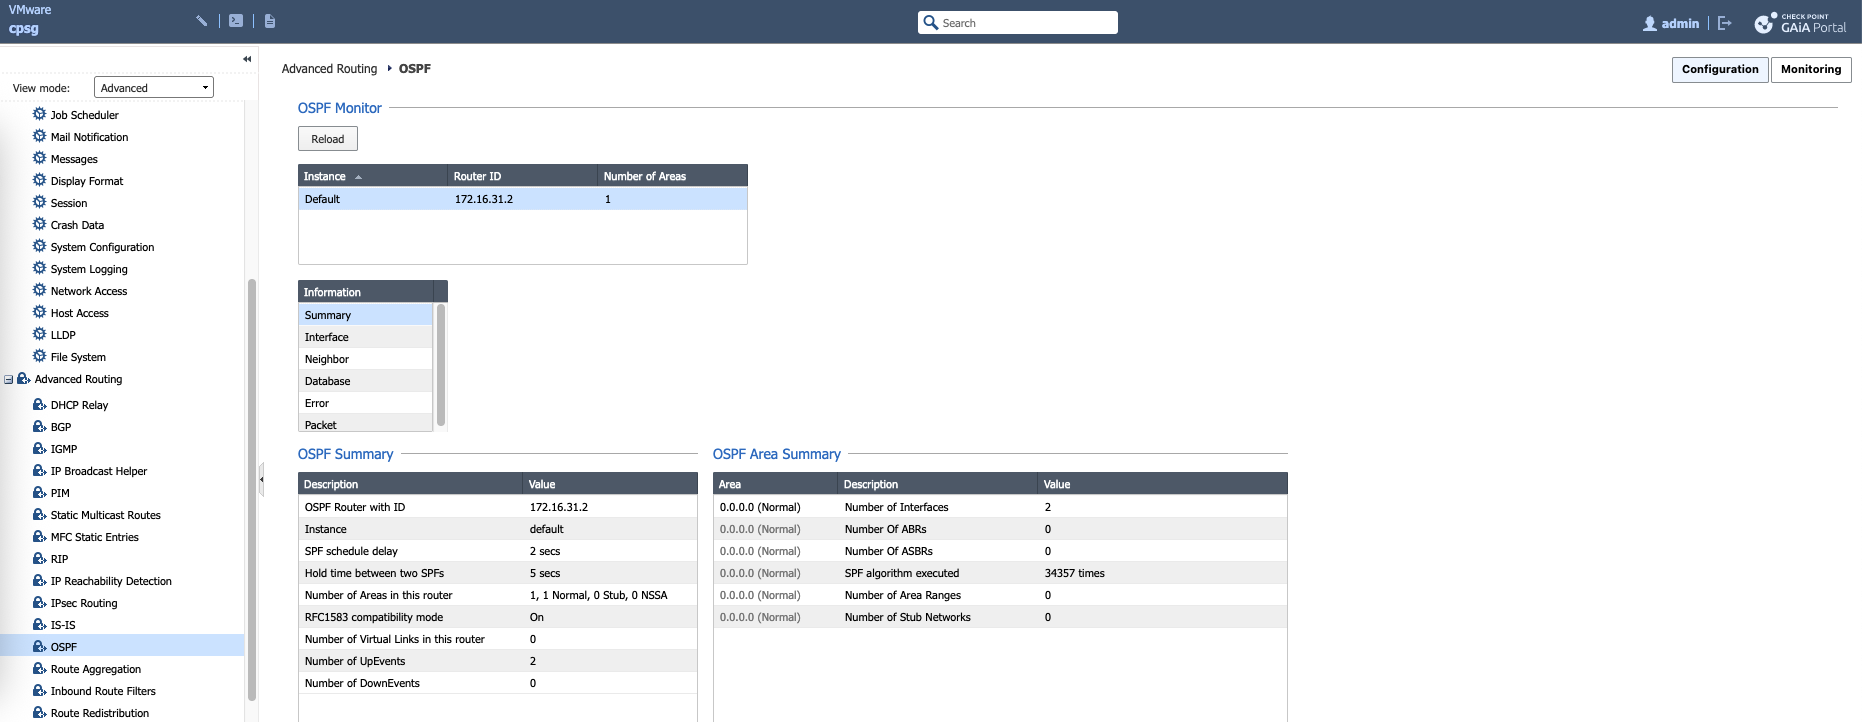 VMware
cpsg
Search
admin
CHECK POINT
GAiA Portal
View mode:
Advanced
Job Scheduler
Mail Notification
Messages
Display Format
Session
Crash Data
System Configuration
System Logging
Network Access
Host Access
LLDP
File System
Advanced Routing
DHCP Relay
BGP
IGMP
IP Broadcast Helper
PIM
Static Multicast Routes
MFC Static Entries
RIP
IP Reachability Detection
IPsec Routing
IS-IS
OSPF
Route Aggregation
Inbound Route Filters
Route Redistribution
Advanced Routing OSPF
Configuration Monitoring
OSPF Monitor
Reload
Instance Router ID Number of Areas
Default 172.16.31.2 1
Information
Summary
Interface
Neighbor
Database
Error
Packet
OSPF Summary
Description Value
OSPF Router with ID 172.16.31.2
Instance default
SPF schedule delay 2 secs
Hold time between two SPFs 5 secs
Number of Areas in this router 1, 1 Normal, 0 Stub, 0 NSSA
RFC1583 compatibility mode On
Number of Virtual Links in this router 0
Number of UpEvents 2
Number of DownEvents 0
OSPF Area Summary
Area Description Value
0.0.0.0 (Normal) Number of Interfaces 2
0.0.0.0 (Normal) Number Of ABRs 0
0.0.0.0 (Normal) Number Of ASBRs 0
0.0.0.0 (Normal) SPF algorithm executed 34357 times
0.0.0.0 (Normal) Number of Area Ranges 0
0.0.0.0 (Normal) Number of Stub Networks 0